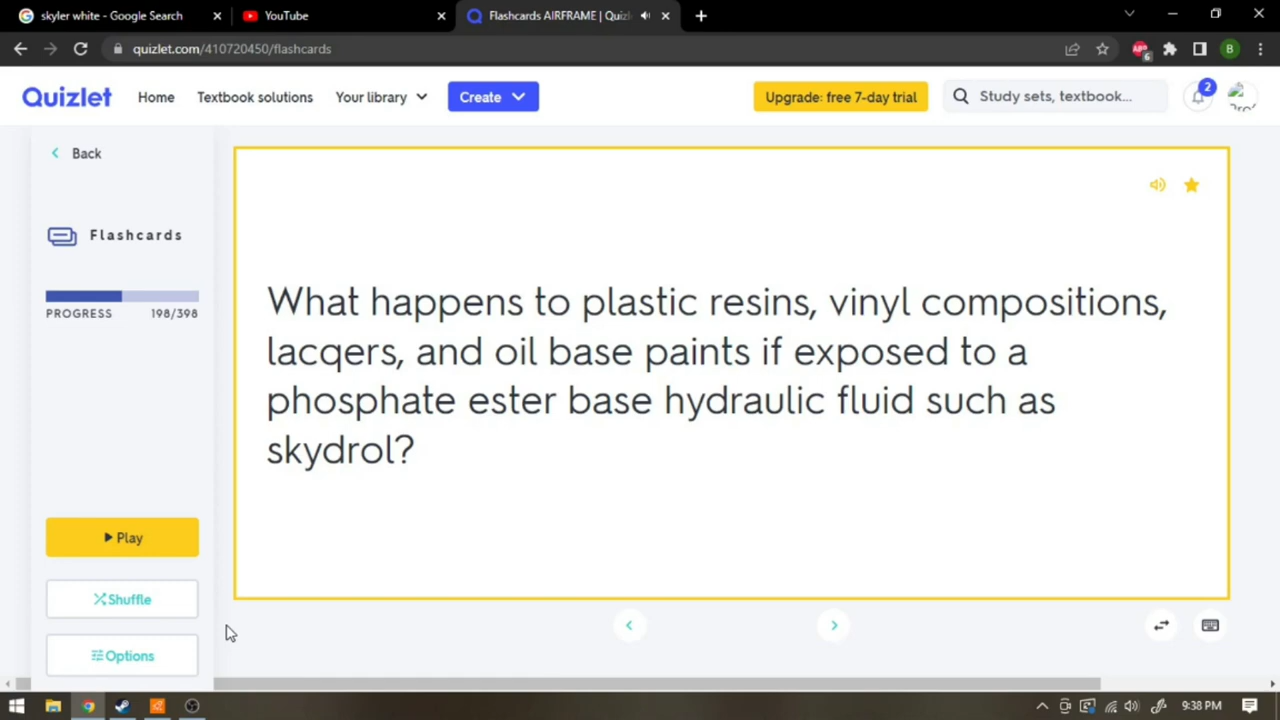 skyler white - Google Search
YouTube
Flashcards AIRFRAME | Quizl
quizlet.com/410720450/flashcards
ABP
6
B
Quizlet
Home
Textbook solutions
Your library
Create
Upgrade: free 7-day trial
Study sets, textbook...
2
Back
Flashcards
PROGRESS 198/398
What happens to plastic resins, vinyl compositions,
lacqers, and oil base paints if exposed to a
phosphate ester base hydraulic fluid such as
skydrol?
Play
Shuffle
Options
9:38 PM